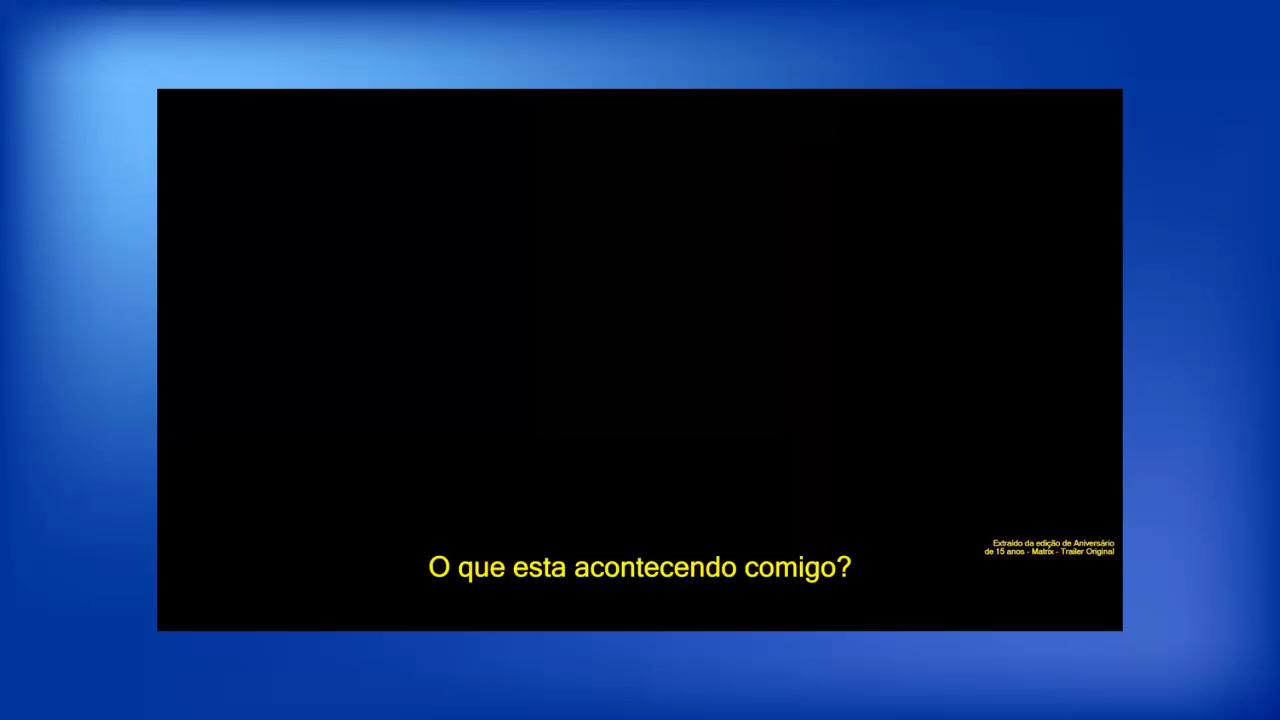 Extraído da edição de Aniversário
de 15 anos - Matrix - Trailer Original
O que esta acontecendo comigo?